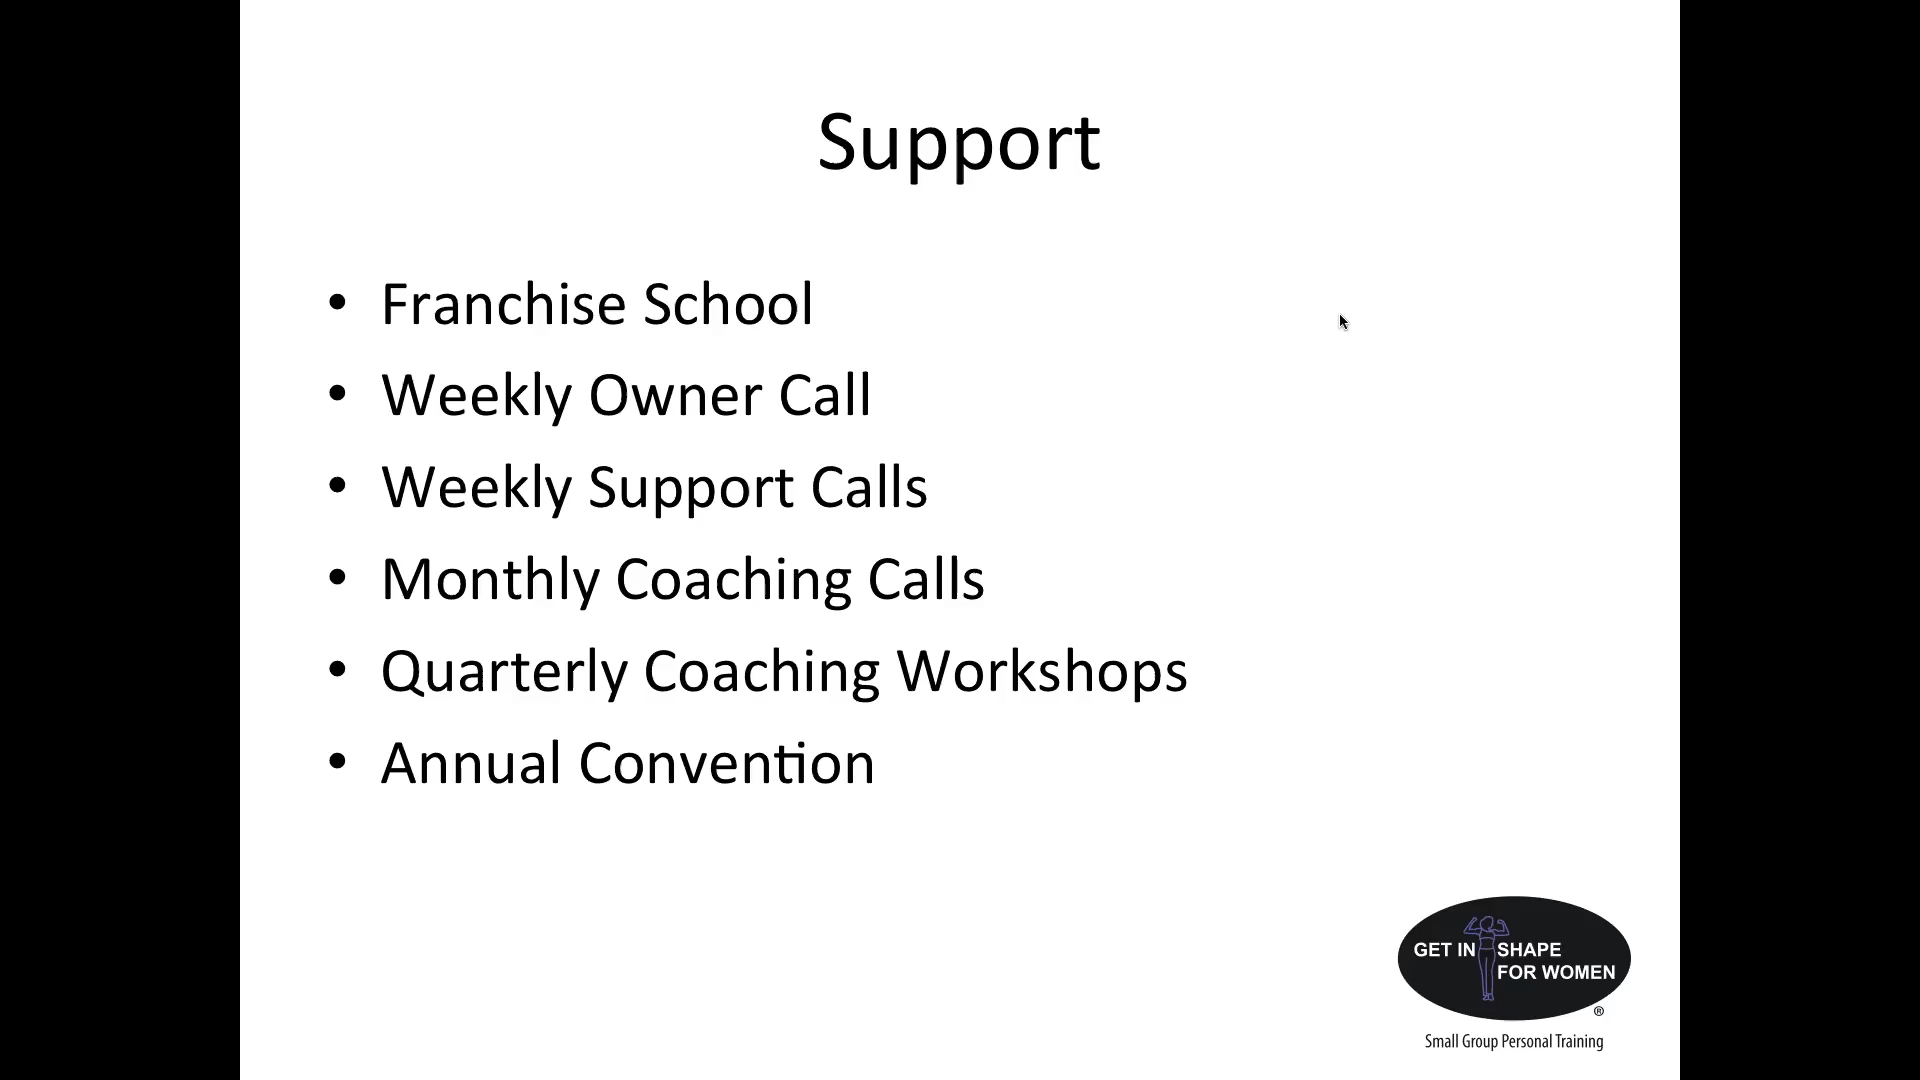 Support
• Franchise School
• Weekly Owner Call
• Weekly Support Calls
• Monthly Coaching Calls
• Quarterly Coaching Workshops
• Annual Convention
GET IN SHAPE
FOR WOMEN
®
Small Group Personal Training